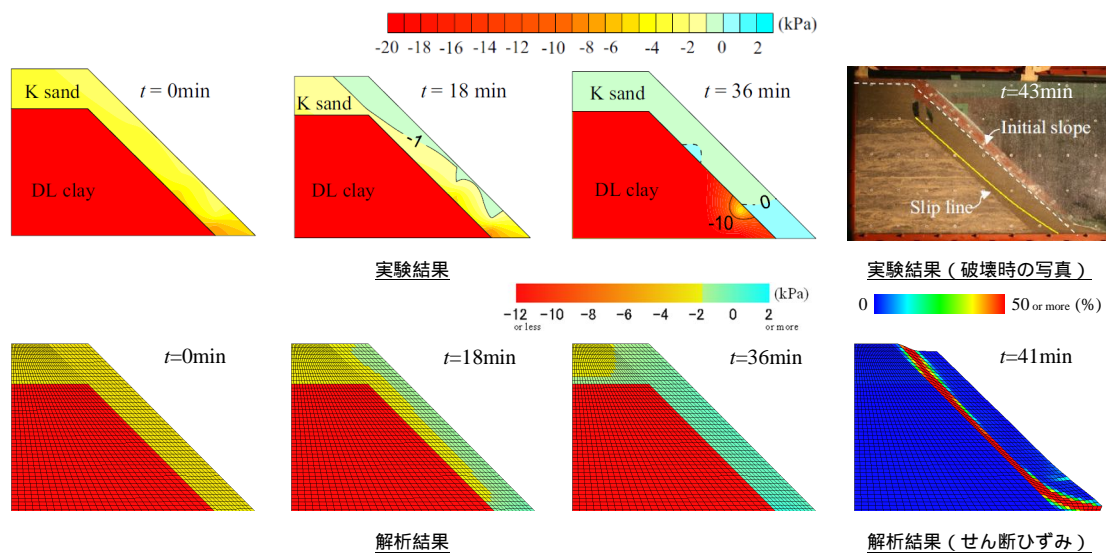 (kPa)
-20 -18 -16 -14 -12 -10 -8 -6 -4 -2 0 2
K sand
t = 0min
DL clay
K sand
t = 18 min
-1
DL clay
K sand
t = 36 min
DL clay
-10
0
t=43min
Initial slope
Slip line
実験結果
実験結果（破壊時の写真）
(kPa)
-12 -10 -8 -6 -4 -2 0 2
or less
or more
0
50 or more (%)
t=0min
t=18min
t=36min
t=41min
解析結果
解析結果（せん断ひずみ）